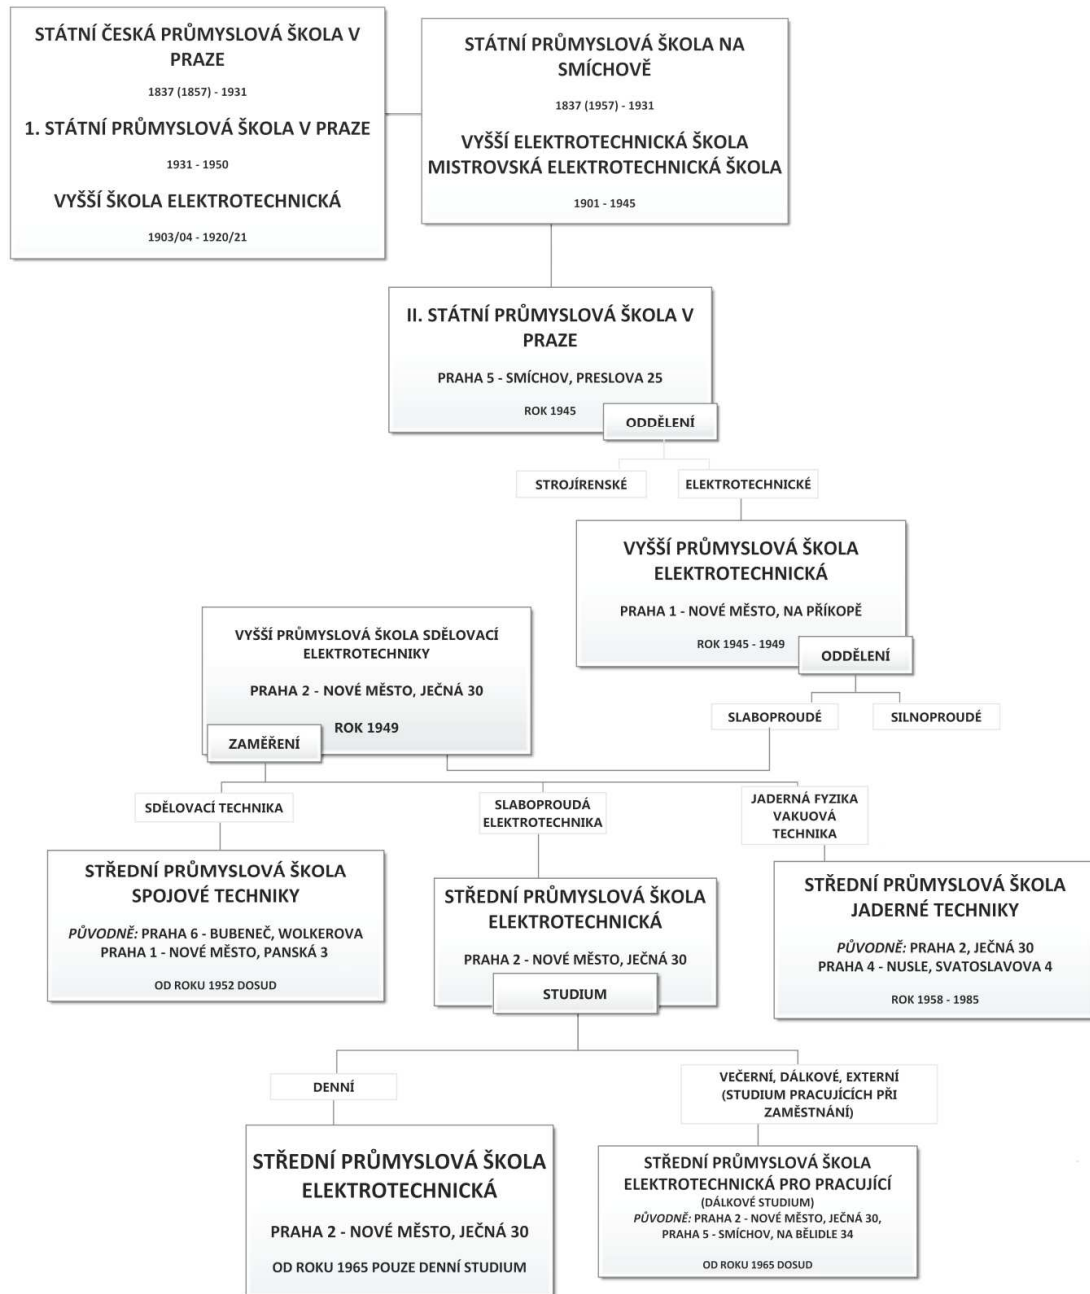 STÁTNÍ ČESKÁ PRŮMYSLOVÁ ŠKOLA V
PRAZE
1837 (1857) - 1931
1. STÁTNÍ PRŮMYSLOVÁ ŠKOLA V PRAZE
1931 - 1950
VYŠŠÍ ŠKOLA ELEKTROTECHNICKÁ
1903/04 - 1920/21
STÁTNÍ PRŮMYSLOVÁ ŠKOLA NA
SMÍCHOVĚ
1837 (1957) - 1931
VYŠŠÍ ELEKTROTECHNICKÁ ŠKOLA
MISTROVSKÁ ELEKTROTECHNICKÁ ŠKOLA
1901 - 1945
II. STÁTNÍ PRŮMYSLOVÁ ŠKOLA V
PRAZE
PRAHA 5 - SMÍCHOV, PRESLOVA 25
ROK 1945
ODDĚLENÍ
STROJÍRENSKÉ
ELEKTROTECHNICKÉ
VYŠŠÍ PRŮMYSLOVÁ ŠKOLA
ELEKTROTECHNICKÁ
PRAHA 1 - NOVÉ MĚSTO, NA PŘÍKOPĚ
ROK 1945 - 1949
ODDĚLENÍ
SLABOPROUDÉ
SILNOPROUDÉ
VYŠŠÍ PRŮMYSLOVÁ ŠKOLA SDĚLOVACÍ
ELEKTROTECHNIKY
PRAHA 2 - NOVÉ MĚSTO, JEČNÁ 30
ROK 1949
ZAMĚŘENÍ
SDĚLOVACÍ TECHNIKA
SLABOPROUDÁ
ELEKTROTECHNIKA
JADERNÁ FYZIKA
VAKUOVÁ
TECHNIKA
STŘEDNÍ PRŮMYSLOVÁ ŠKOLA
SPOJOVÉ TECHNIKY
PŮVODNĚ: PRAHA 6 - BUBENEČ, WOLKEROVA
PRAHA 1 - NOVÉ MĚSTO, PANSKÁ 3
OD ROKU 1952 DOSUD
STŘEDNÍ PRŮMYSLOVÁ ŠKOLA
ELEKTROTECHNICKÁ
PRAHA 2 - NOVÉ MĚSTO, JEČNÁ 30
STUDIUM
STŘEDNÍ PRŮMYSLOVÁ ŠKOLA
JADERNÉ TECHNIKY
PŮVODNĚ: PRAHA 2, JEČNÁ 30
PRAHA 4 - NUSLE, SVATOSLAVOVA 4
ROK 1958 - 1985
DENNÍ
VEČERNÍ, DÁLKOVÉ, EXTERNÍ
(STUDIUM PRACUJÍCÍCH PŘI
ZAMĚSTNÁNÍ)
STŘEDNÍ PRŮMYSLOVÁ ŠKOLA
ELEKTROTECHNICKÁ
PRAHA 2 - NOVÉ MĚSTO, JEČNÁ 30
OD ROKU 1965 POUZE DENNÍ STUDIUM
STŘEDNÍ PRŮMYSLOVÁ ŠKOLA
ELEKTROTECHNICKÁ PRO PRACUJÍCÍ
(DÁLKOVÉ STUDIUM)
PŮVODNĚ: PRAHA 2 - NOVÉ MĚSTO, JEČNÁ 30,
PRAHA 5 - SMÍCHOV, NA BĚLIDLE 34
OD ROKU 1965 DOSUD